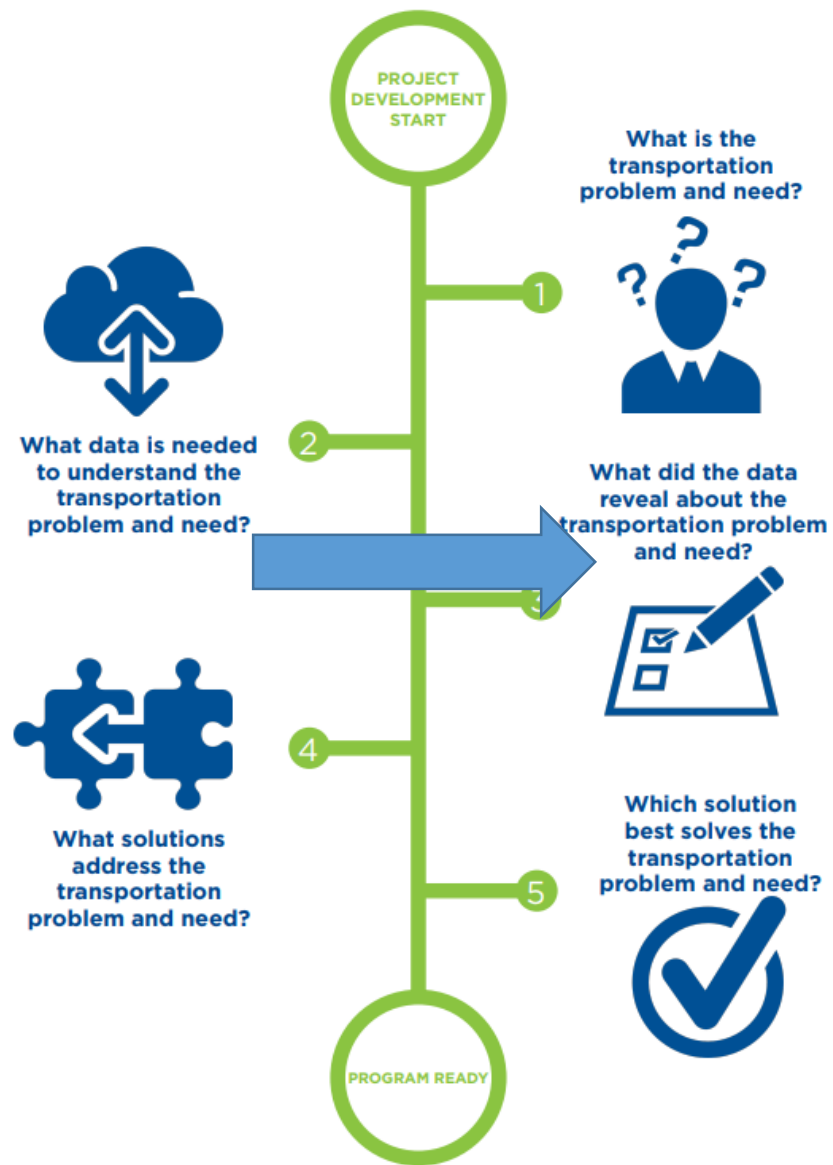 PROJECT
DEVELOPMENT
START
What is the
transportation
problem and need?
? ? ?
1
2
What data is needed
to understand the
transportation
problem and need?
What did the data
reveal about the
transportation problem
and need?
4
What solutions
address the
transportation
problem and need?
Which solution
best solves the
transportation
problem and need?
5
PROGRAM READY